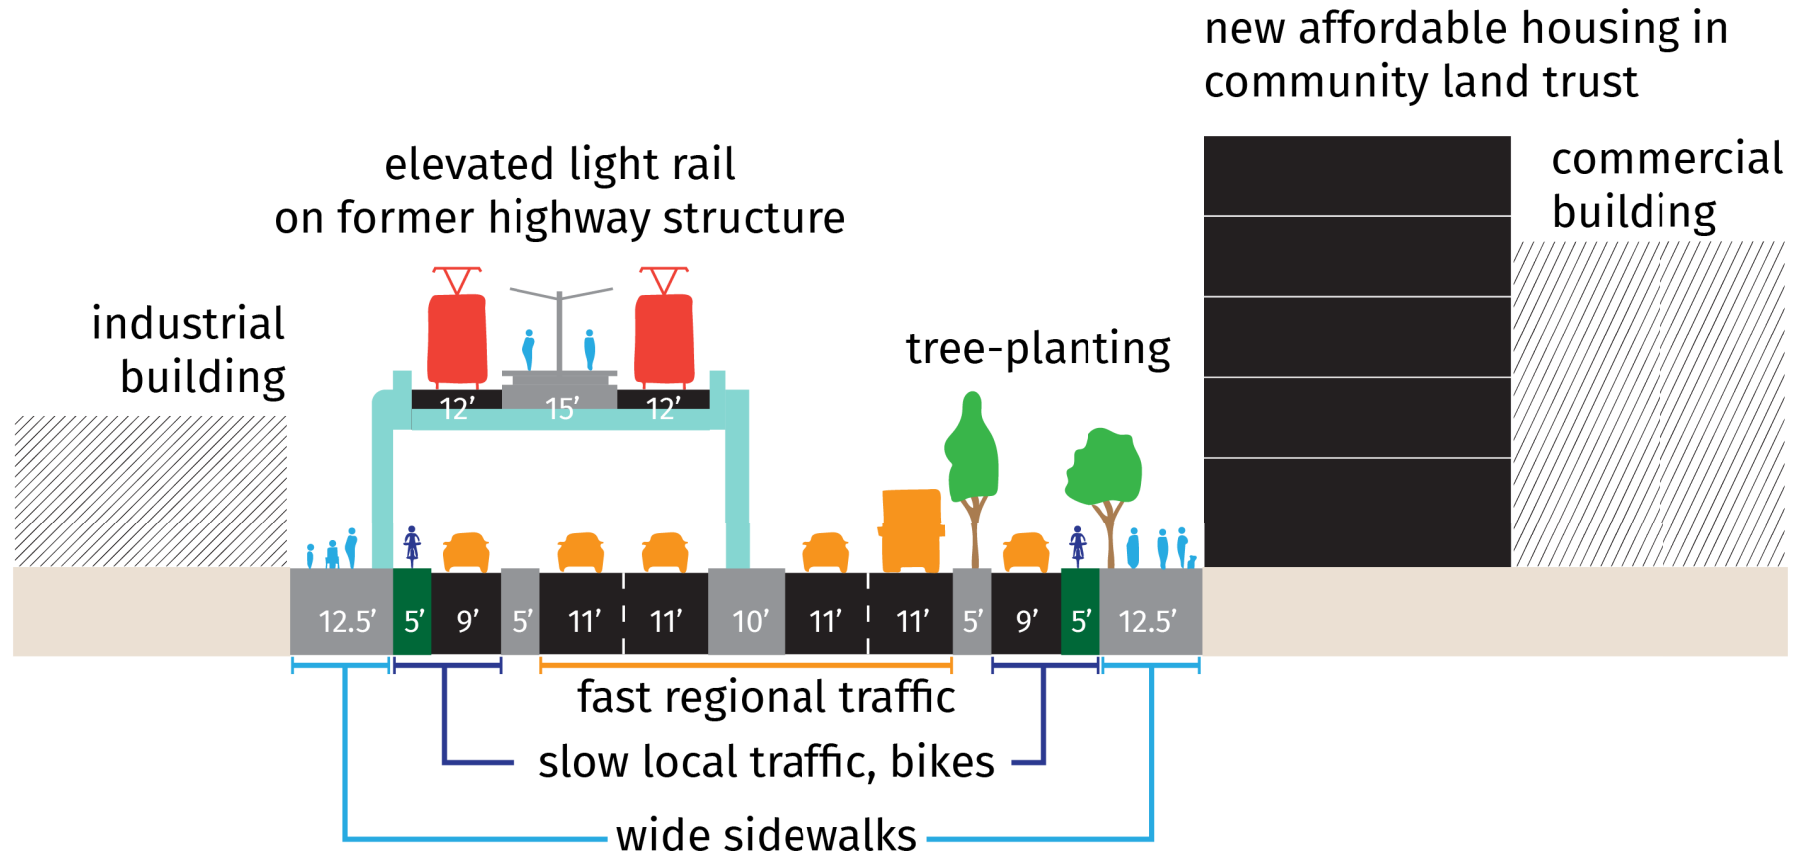 new affordable housing in
community land trust
commercial
building
elevated light rail
on former highway structure
industrial
building
tree-planting
12’ 15’ 12’
12.5’ 5’ 9’ 5’ 11’ 11’ 10’ 11’ 11’ 5’ 9’ 5’ 12.5’
fast regional traffic
slow local traffic, bikes
wide sidewalks